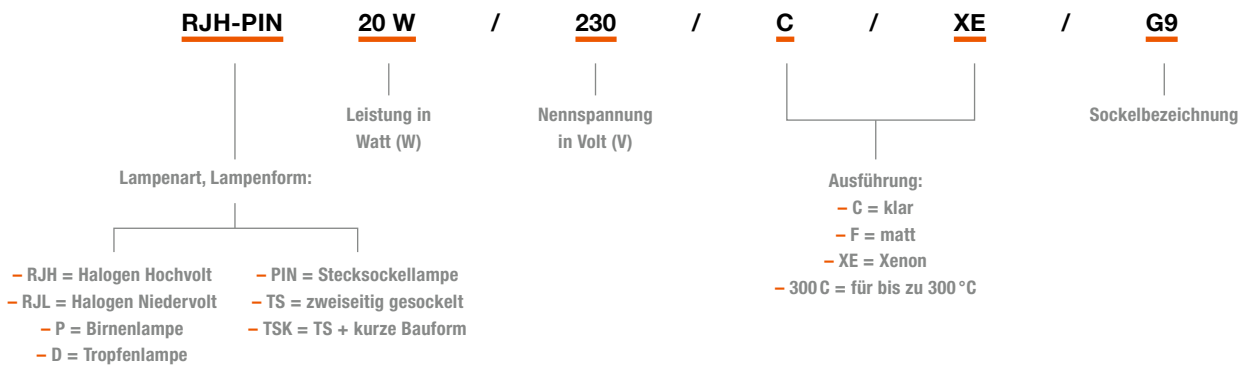 RJH-PIN 20 W / 230 / C / XE / G9
Leistung in
Watt (W)
Nennspannung
in Volt (V)
Sockelbezeichnung
Lampenart, Lampenform:
– RJH = Halogen Hochvolt
– RJL = Halogen Niedervolt
– P = Birnenlampe
– D = Tropfenlampe
– PIN = Stecksockellampe
– TS = zweiseitig gesockelt
– TSK = TS + kurze Bauform
Ausführung:
– C = klar
– F = matt
– XE = Xenon
– 300 C = für bis zu 300 °C